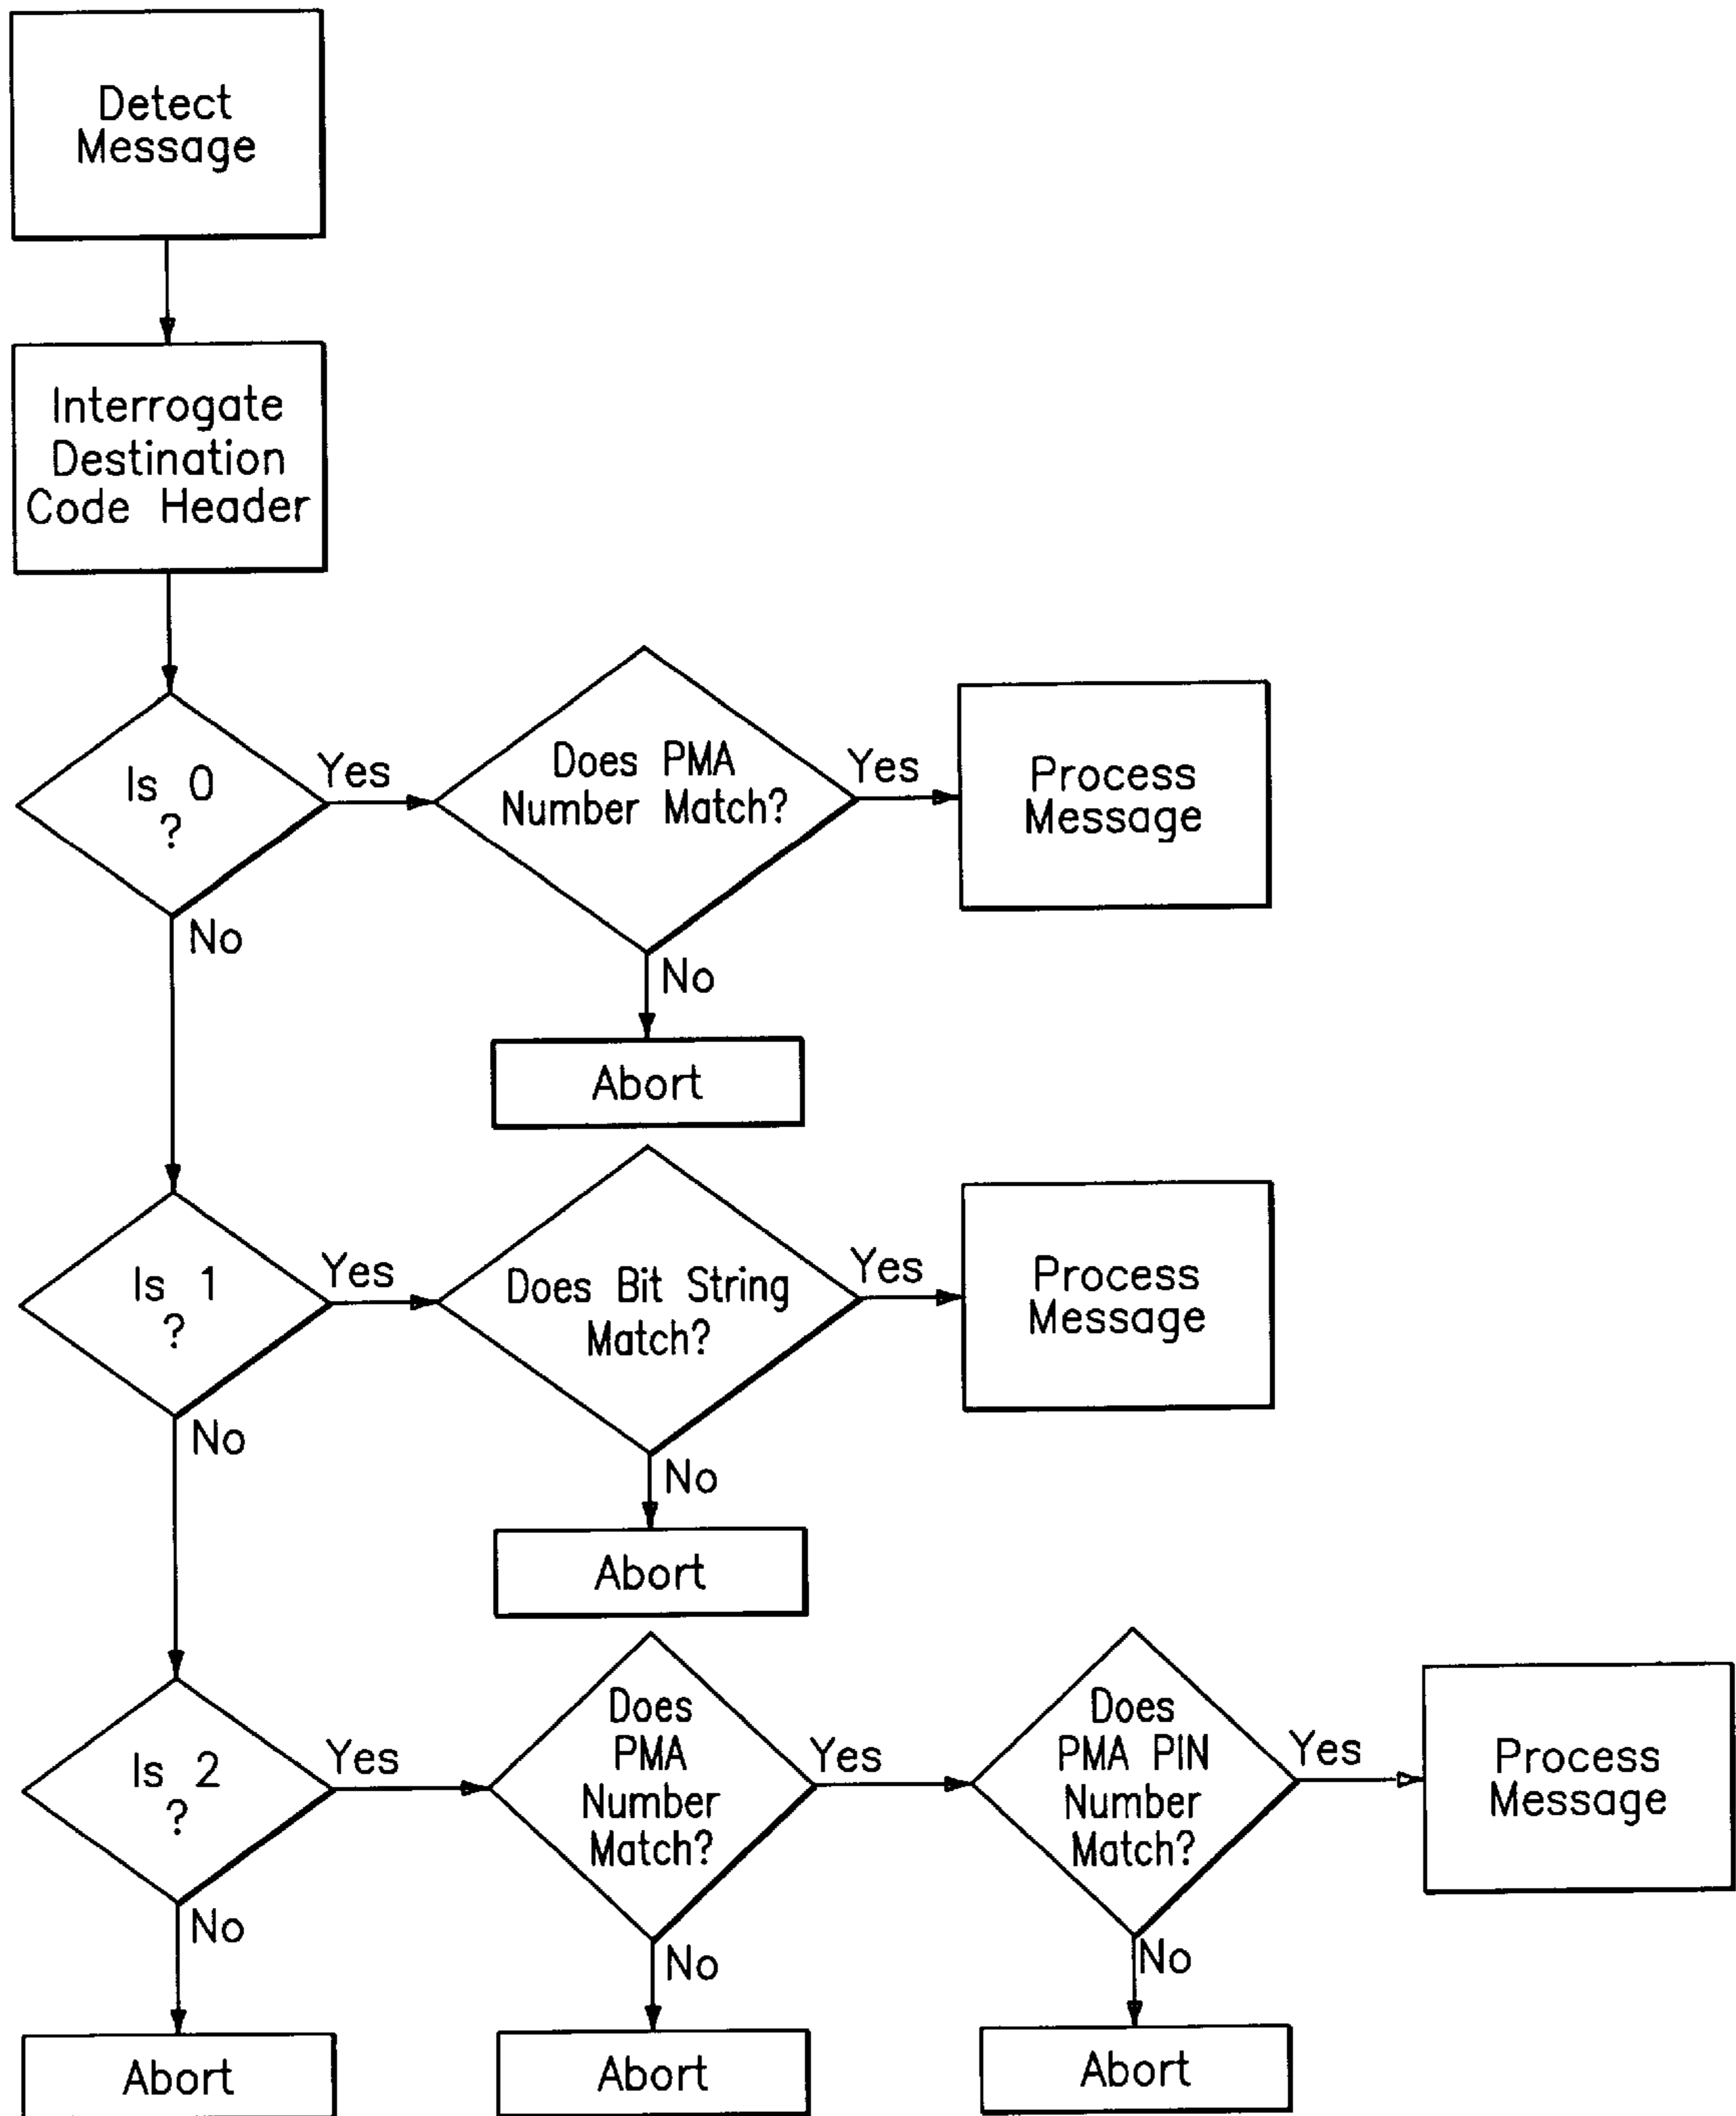 Detect
Message
Interrogate
Destination
Code Header
Is 0
?
Yes
Does PMA
Number Match?
Yes
Process
Message
No
No
Abort
Is 1
?
Yes
Does Bit String
Match?
Yes
Process
Message
No
No
Abort
Is 2
?
Yes
Does
PMA
Number
Match?
Yes
Does
PMA PIN
Number
Match?
Yes
Process
Message
No
No
No
Abort
Abort
Abort